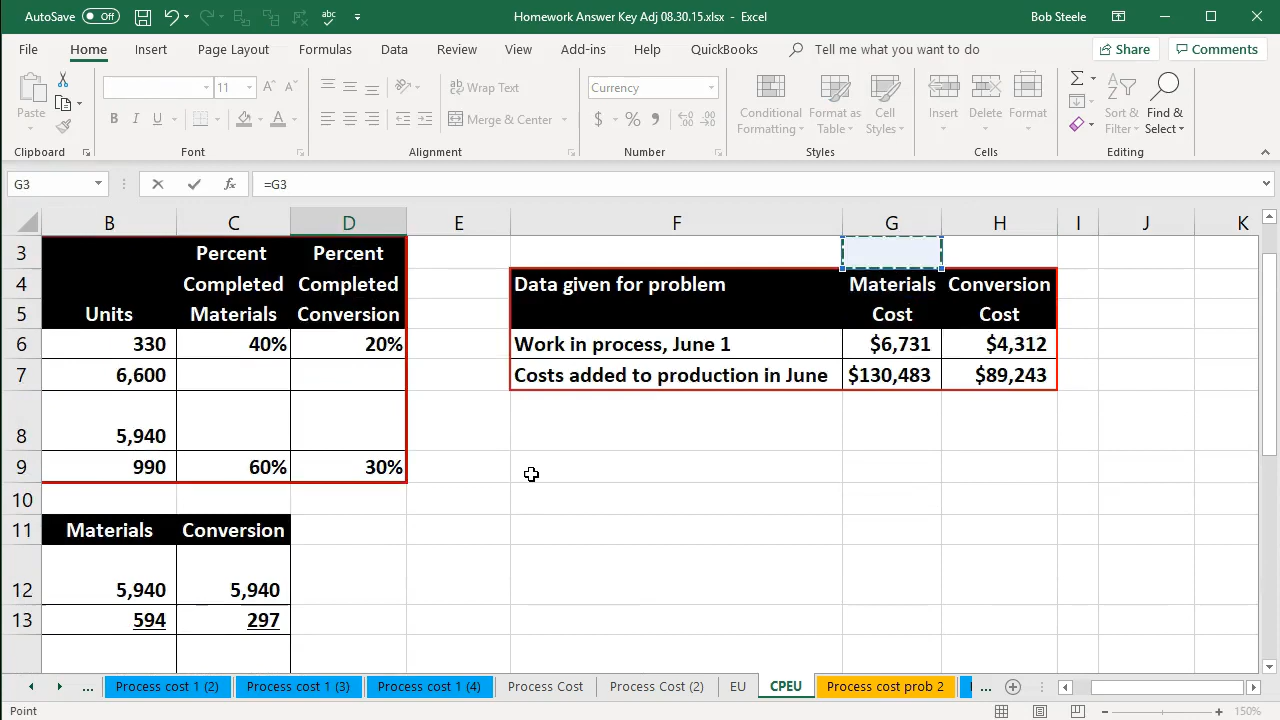 AutoSave Off
Homework Answer Key Adj 08.30.15.xlsx - Excel
Bob Steele
File Home Insert Page Layout Formulas Data Review View Add-ins Help QuickBooks Tell me what you want to do Share Comments
Paste
11
B I U
Wrap Text
Merge & Center
Currency
$ % ,
Conditional Formatting
Format as Table
Cell Styles
Insert Delete Format
Sort & Filter
Find & Select
Clipboard Font Alignment Number Styles Cells Editing
G3 fx =G3
B C D E F G H I J K
3 Percent Percent
4 Completed Completed Data given for problem Materials Conversion
5 Units Materials Conversion Cost Cost
6 330 40% 20% Work in process, June 1 $6,731 $4,312
7 6,600 Costs added to production in June $130,483 $89,243
8 5,940
9 990 60% 30%
10
11 Materials Conversion
12 5,940 5,940
13 594 297
... Process cost 1 (2) Process cost 1 (3) Process cost 1 (4) Process Cost Process Cost (2) EU CPEU Process cost prob 2 ...
Point 150%